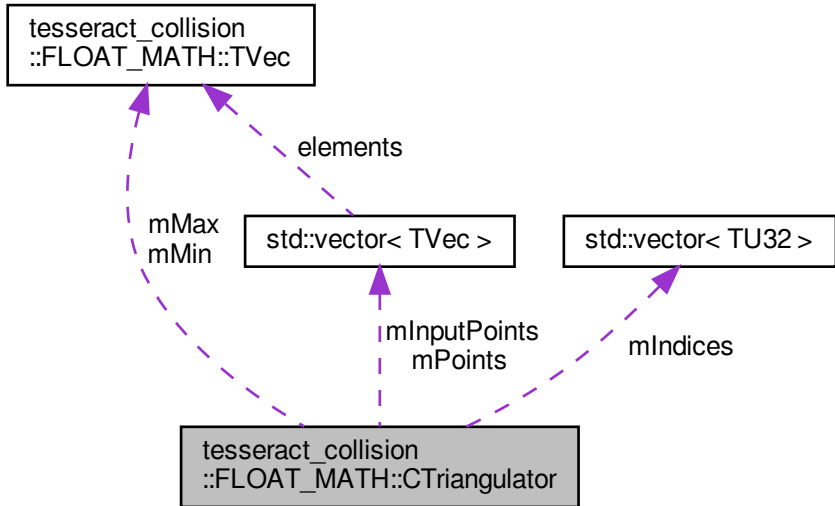 tesseract_collision
::FLOAT_MATH::TVec
elements
mMax
mMin
std::vector< TVec >
std::vector< TU32 >
mInputPoints
mPoints
mIndices
tesseract_collision
::FLOAT_MATH::CTriangulator